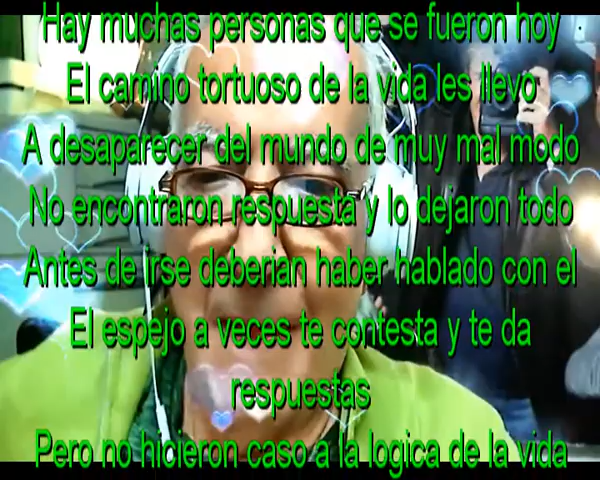 Hay muchas personas que se fueron hoy
El camino tortuoso de la vida les llevo
A desaparecer del mundo de muy mal modo
No encontraron respuesta y lo dejaron todo
Antes de irse deberian haber hablado con el
El espejo a veces te contesta y te da
respuestas
Pero no hicieron caso a la logica de la vida